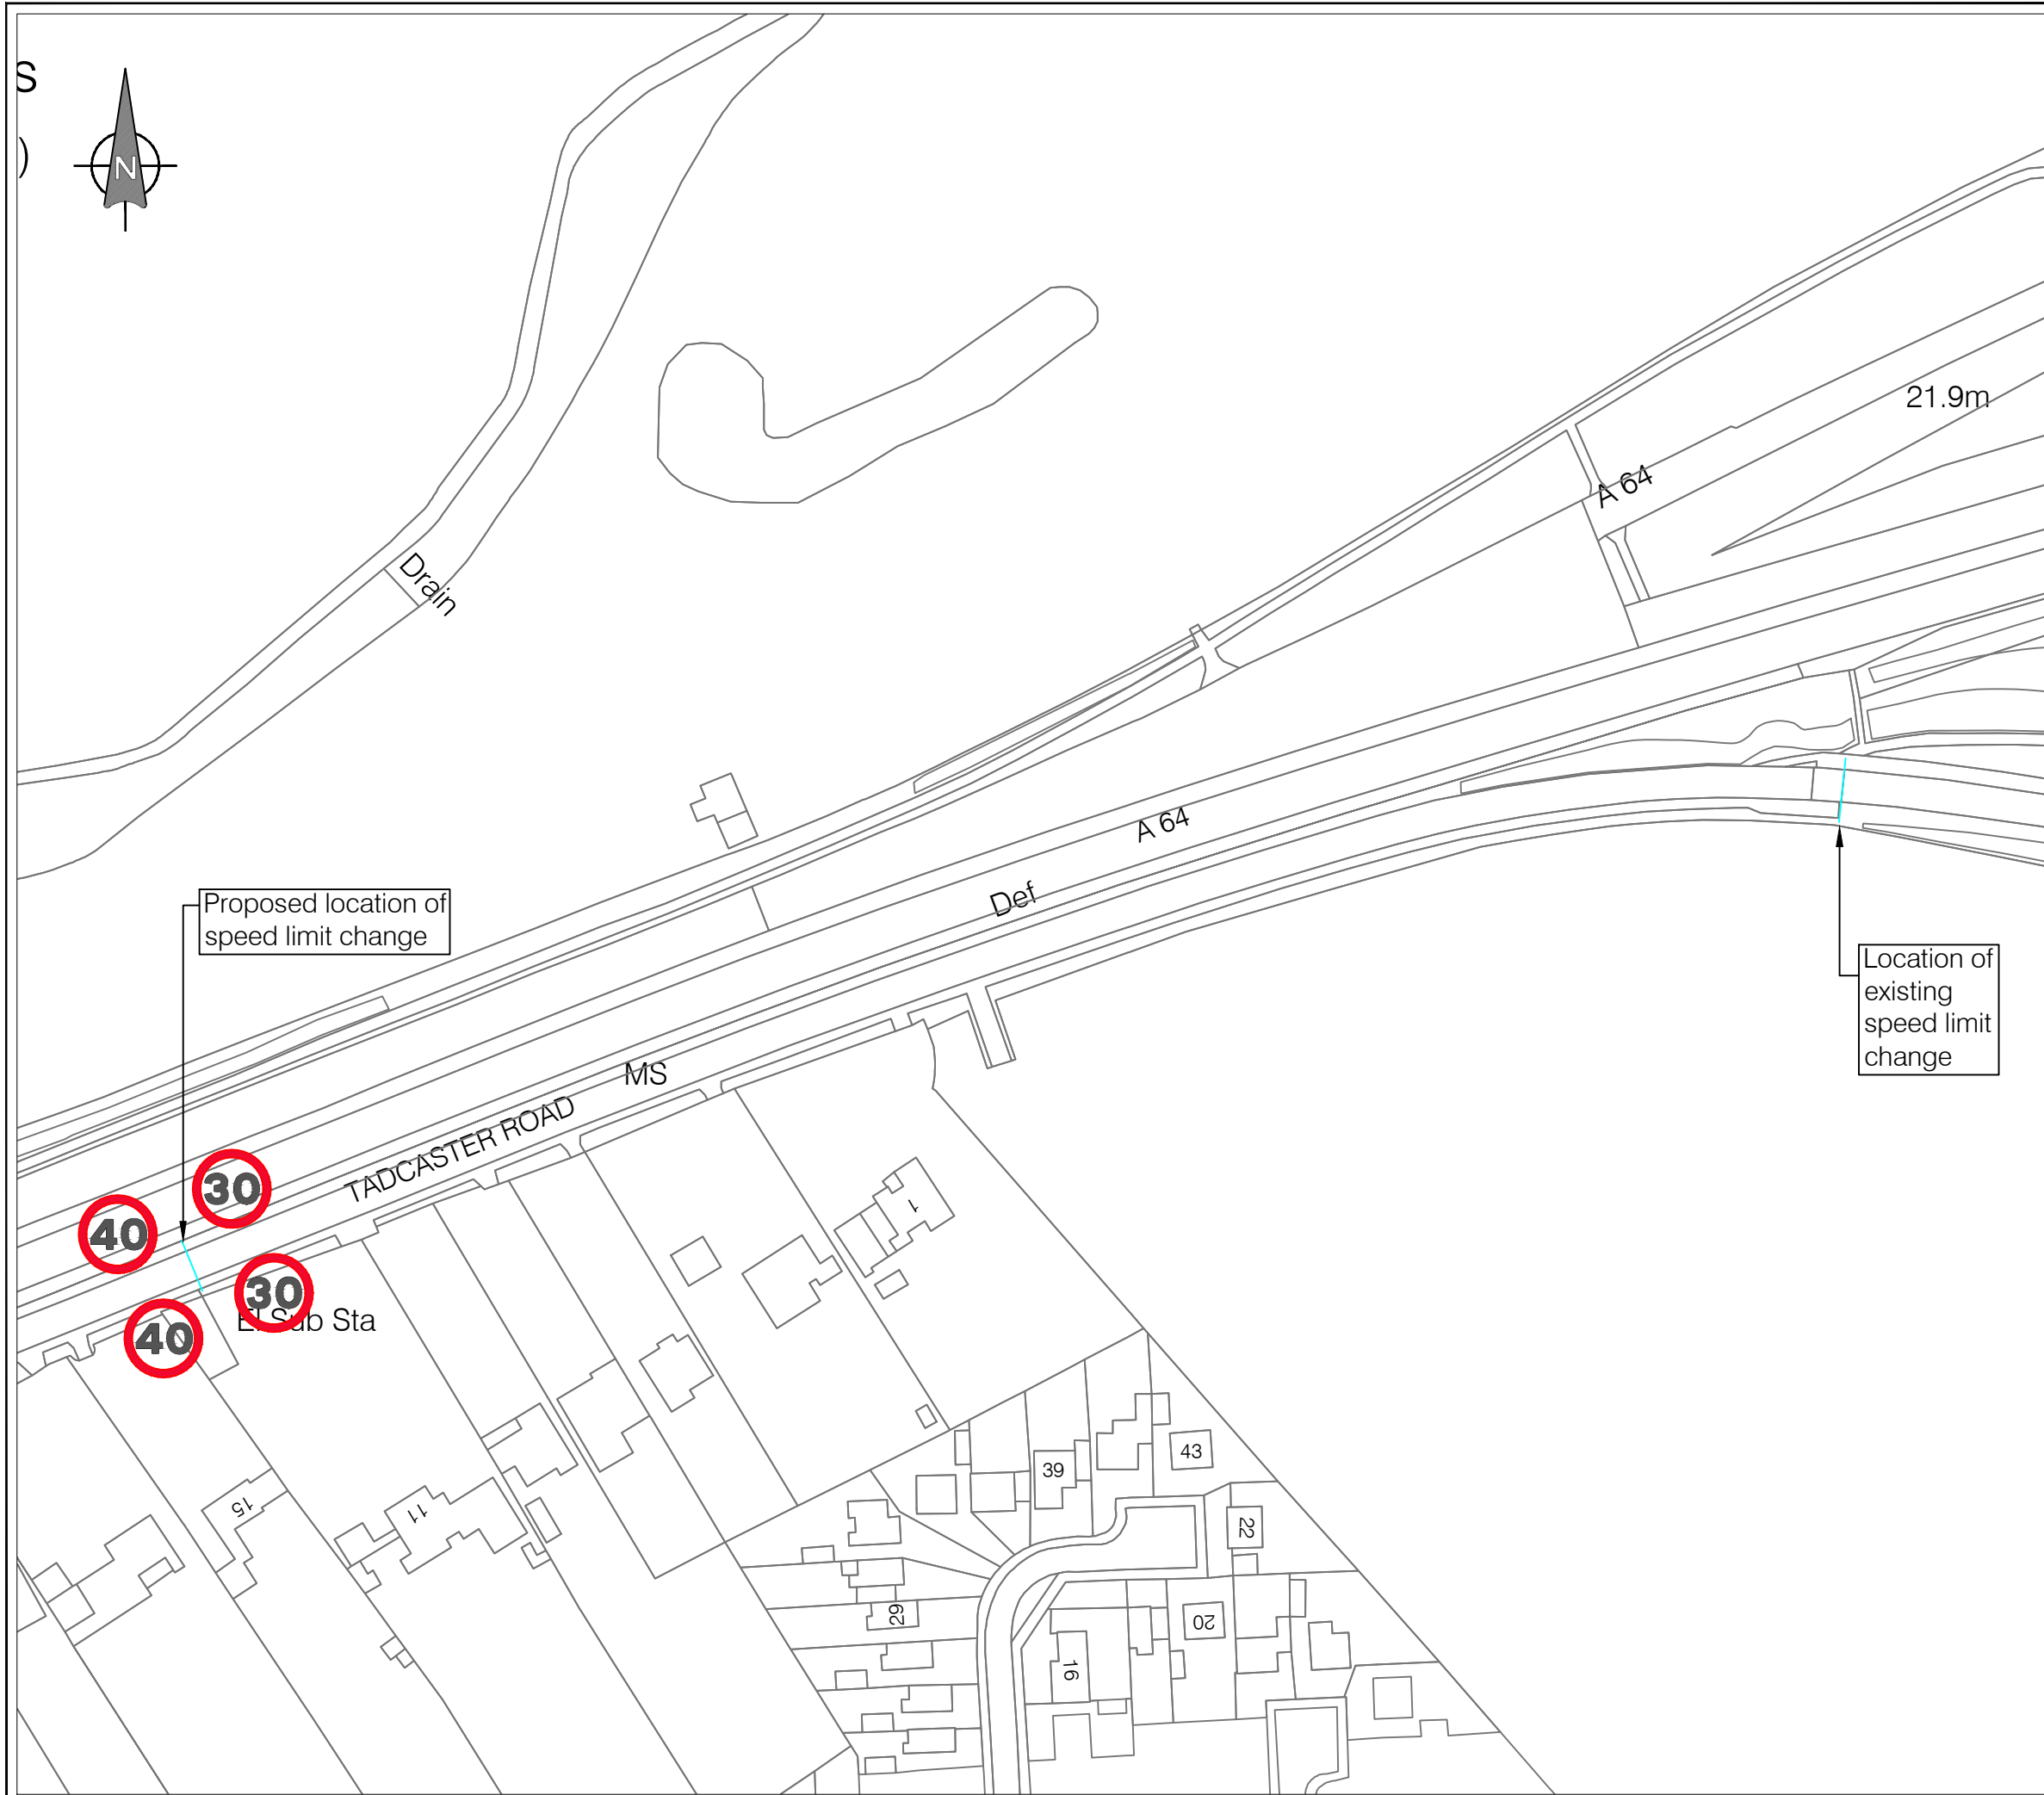 S
)
N
21.9m
A 64
Drain
A 64
Def
Proposed location of
speed limit change
Location of
existing
speed limit
change
MS
TADCASTER ROAD
30
40
30
El Sub Sta
40
1
15
11
39
43
22
29
20
16